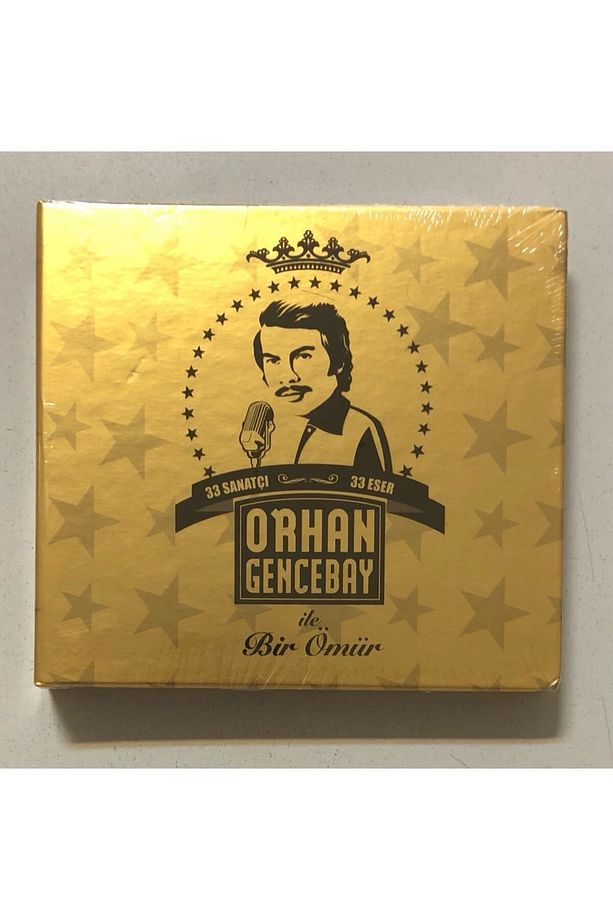 33 SANATÇI 33 ESER
ORHAN
GENCEBAY
ile
Bir Ömür